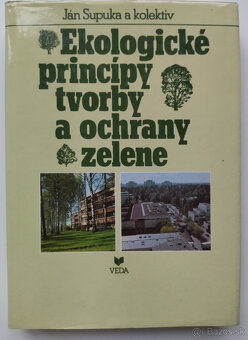 Ján Supuka a kolektív
Ekologické
princípy
tvorby
a ochrany
zelene
VEDA